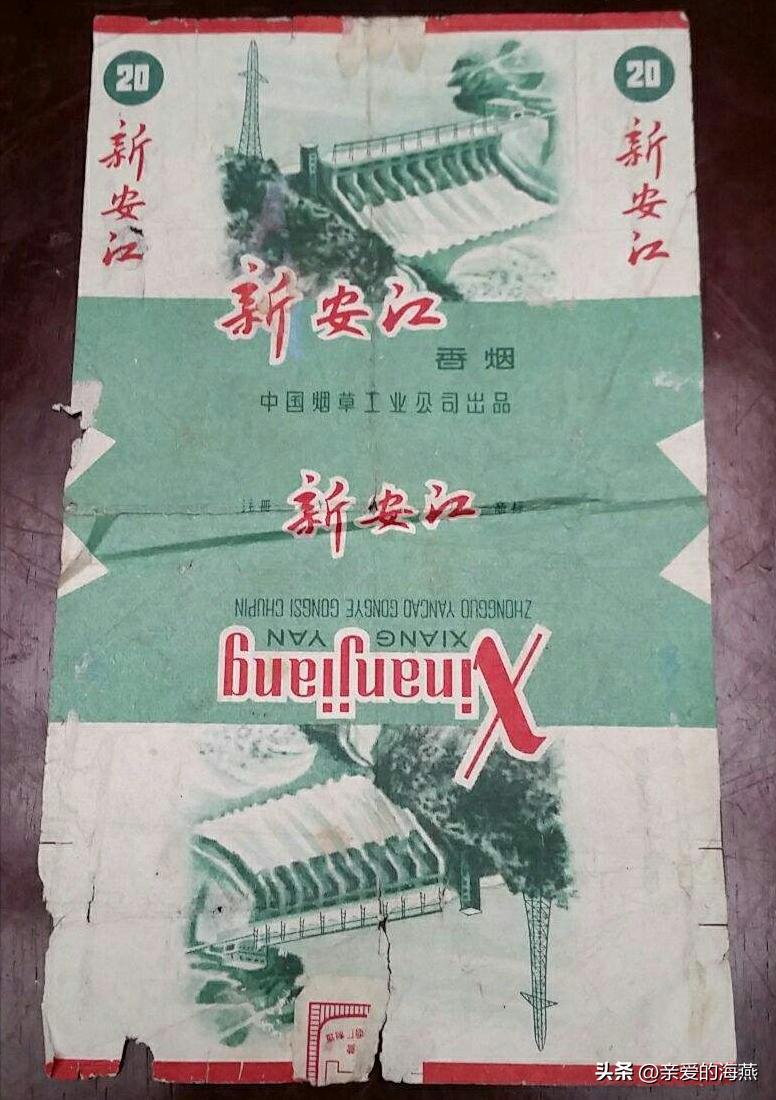 20
20
新安江
新安江
新安江
香烟
中国烟草工业公司出品
注册 新安江 商标
ZHONGGUO YANCAO GONGYE GONGSI CHUPIN
XIANG YAN
Xinanjiang
头条 @亲爱的海燕